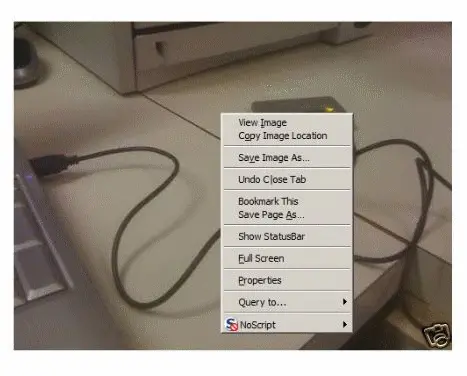 View Image
Copy Image Location
Save Image As...
Undo Close Tab
Bookmark This
Save Page As...
Show StatusBar
Full Screen
Properties
Query to...
NoScript